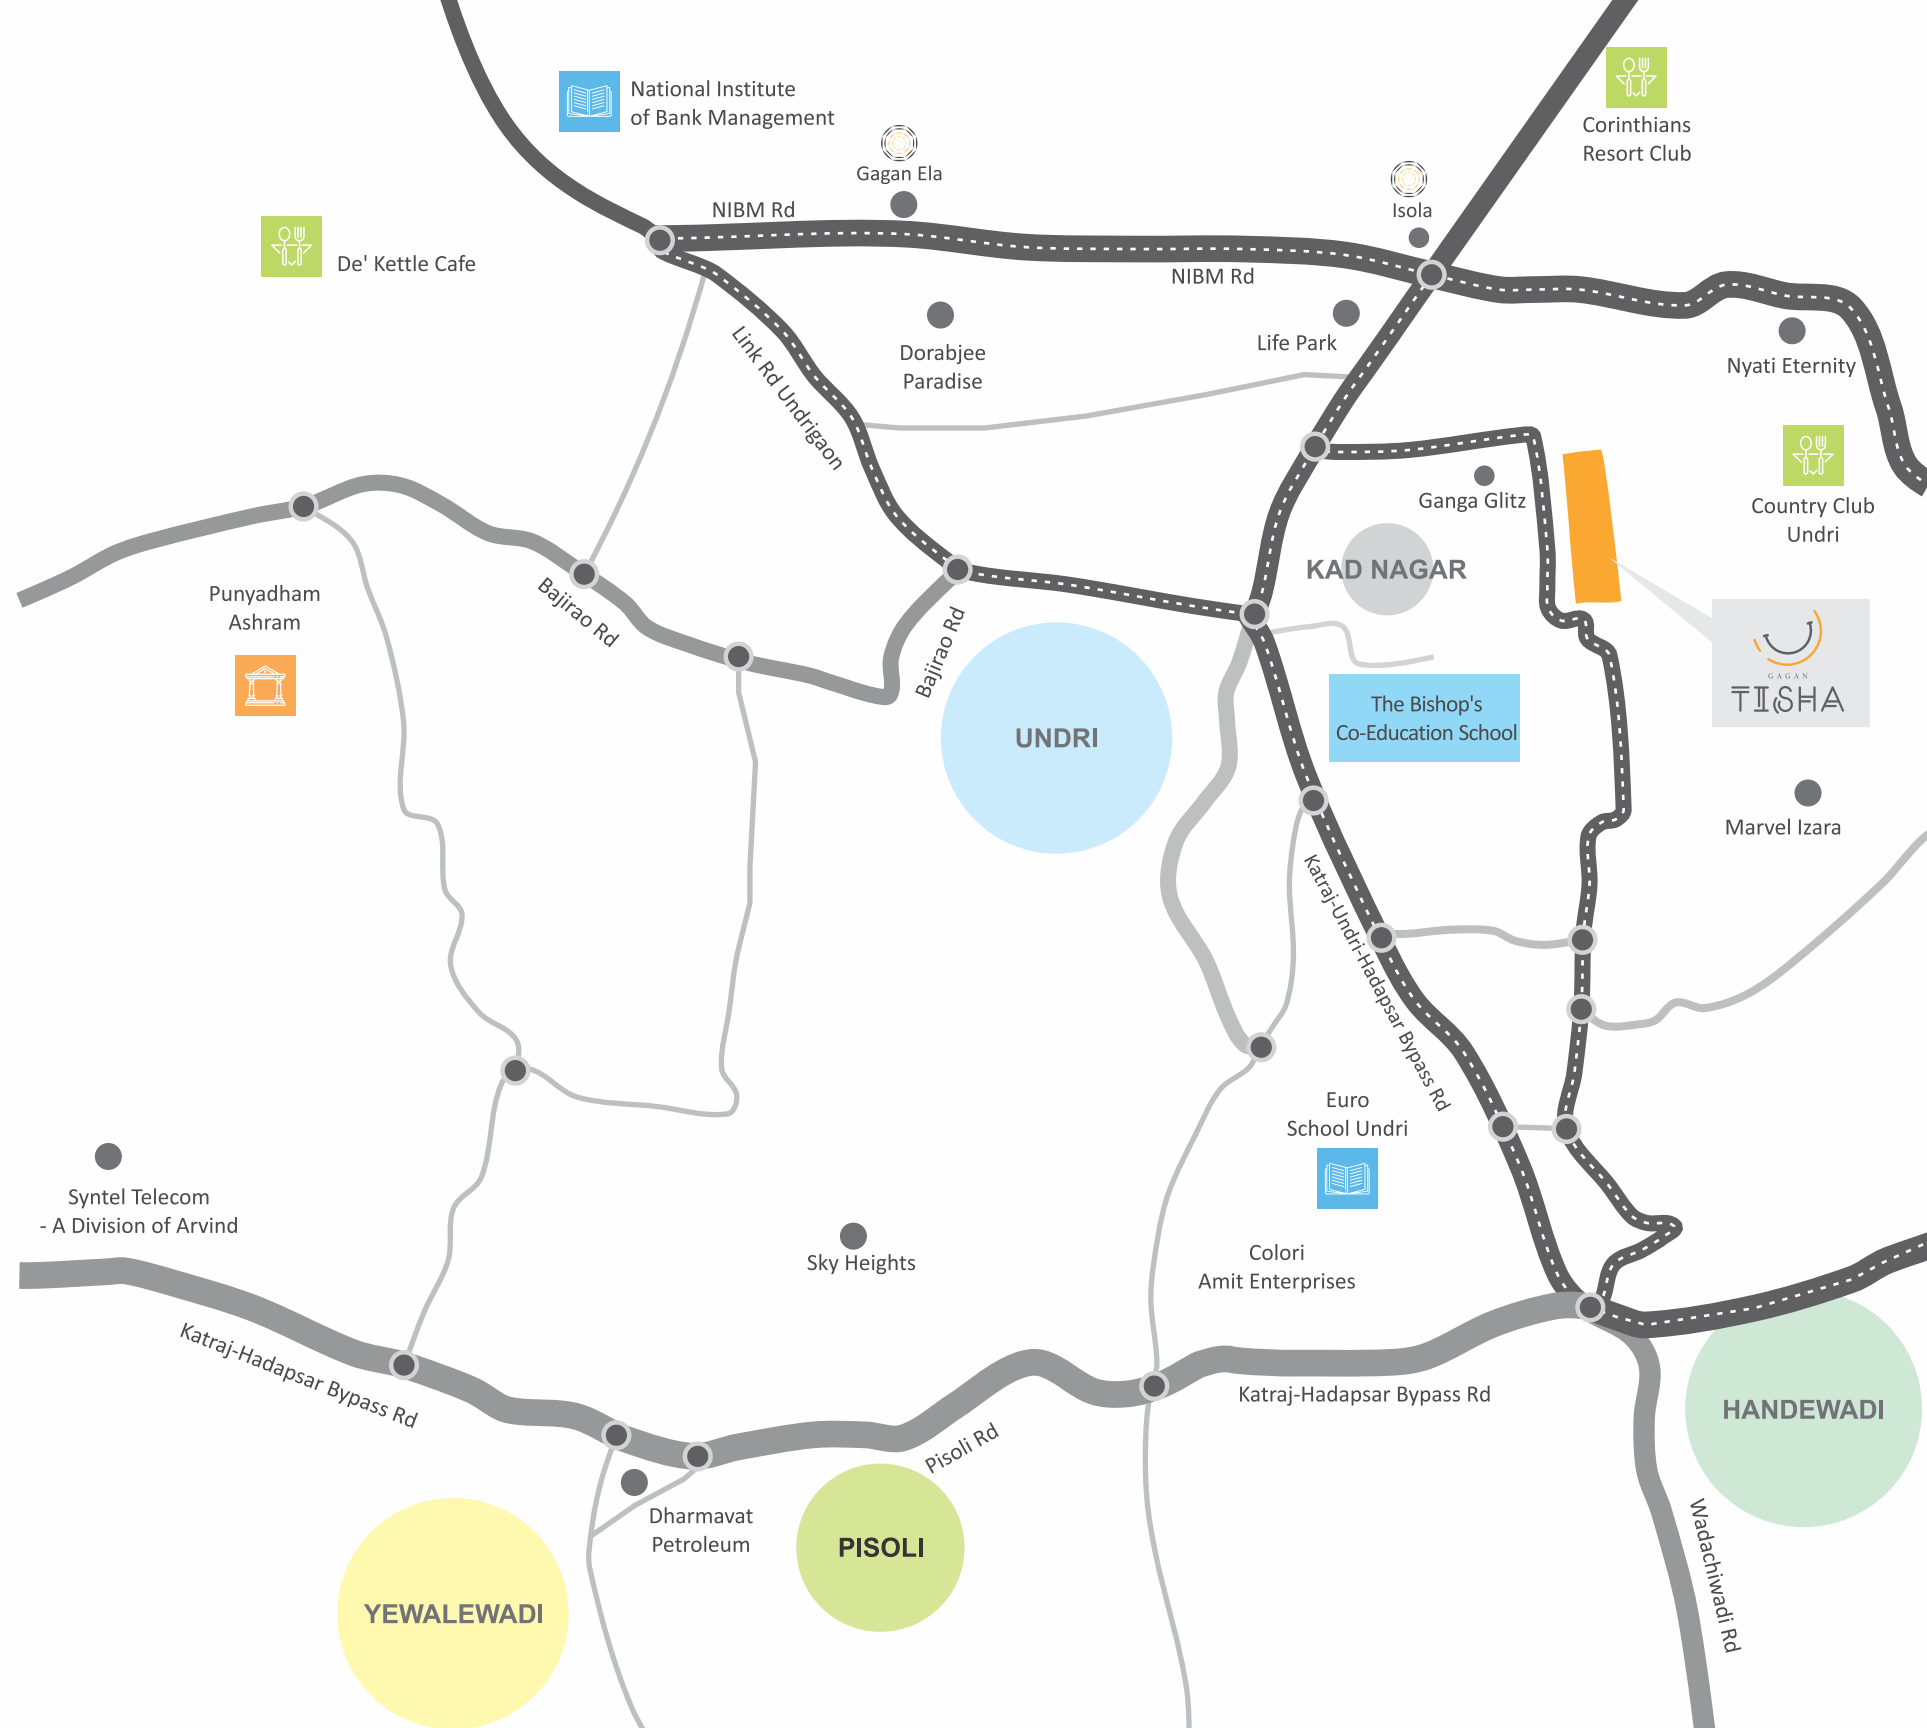 National Institute
of Bank Management
Gagan Ela
NIBM Rd
Isola
Corinthians
Resort Club
De' Kettle Cafe
NIBM Rd
Link Rd Undrigaon
Dorabjee
Paradise
Life Park
Nyati Eternity
Ganga Glitz
Country Club
Undri
KAD NAGAR
Punyadham
Ashram
Bajirao Rd
Bajirao Rd
UNDRI
The Bishop's
Co-Education School
GAGAN
TISHA
Marvel Izara
Katraj-Undri-Hadapsar Bypass Rd
Euro
School Undri
Syntel Telecom
- A Division of Arvind
Sky Heights
Colori
Amit Enterprises
Katraj-Hadapsar Bypass Rd
Katraj-Hadapsar Bypass Rd
Pisoli Rd
HANDEWADI
Dharmavat
Petroleum
PISOLI
YEWALEWADI
Wadachiwadi Rd